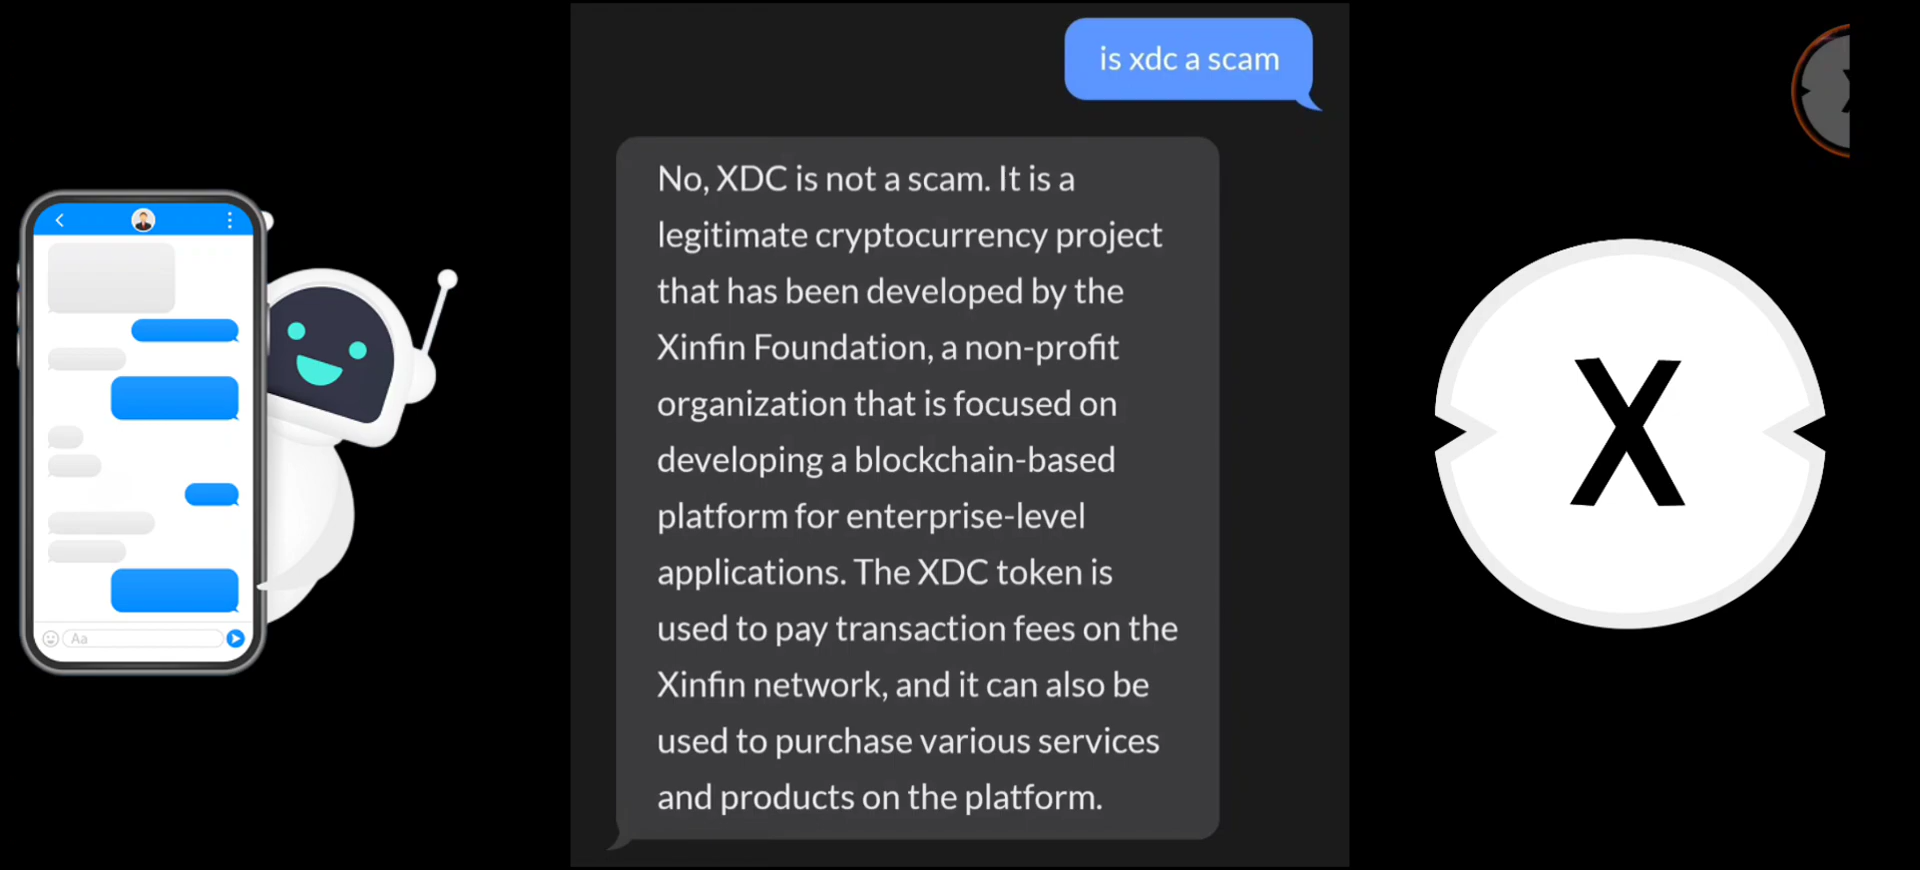 is xdc a scam
No, XDC is not a scam. It is a
legitimate cryptocurrency project
that has been developed by the
Xinfin Foundation, a non-profit
organization that is focused on
developing a blockchain-based
platform for enterprise-level
applications. The XDC token is
used to pay transaction fees on the
Xinfin network, and it can also be
used to purchase various services
and products on the platform.
Aa
X